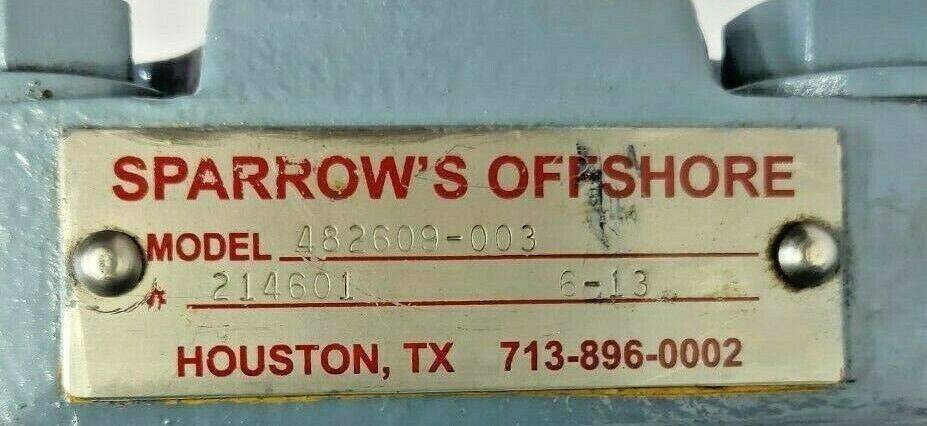 SPARROW'S OFFSHORE
MODEL 482609-003
214601 6-13
HOUSTON, TX 713-896-0002